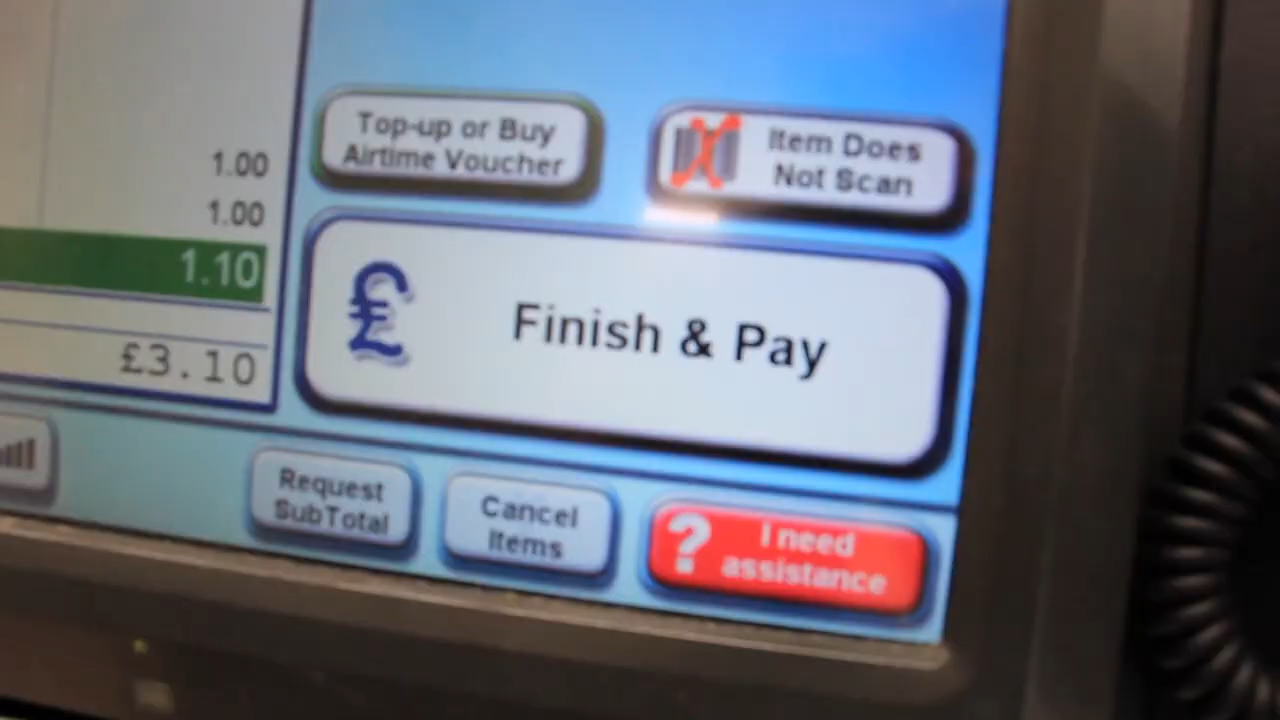 1.00
1.00
1.10
£3.10
Top-up or Buy
Airtime Voucher
Item Does
Not Scan
£
Finish & Pay
Request
SubTotal
Cancel
Items
?
I need
assistance